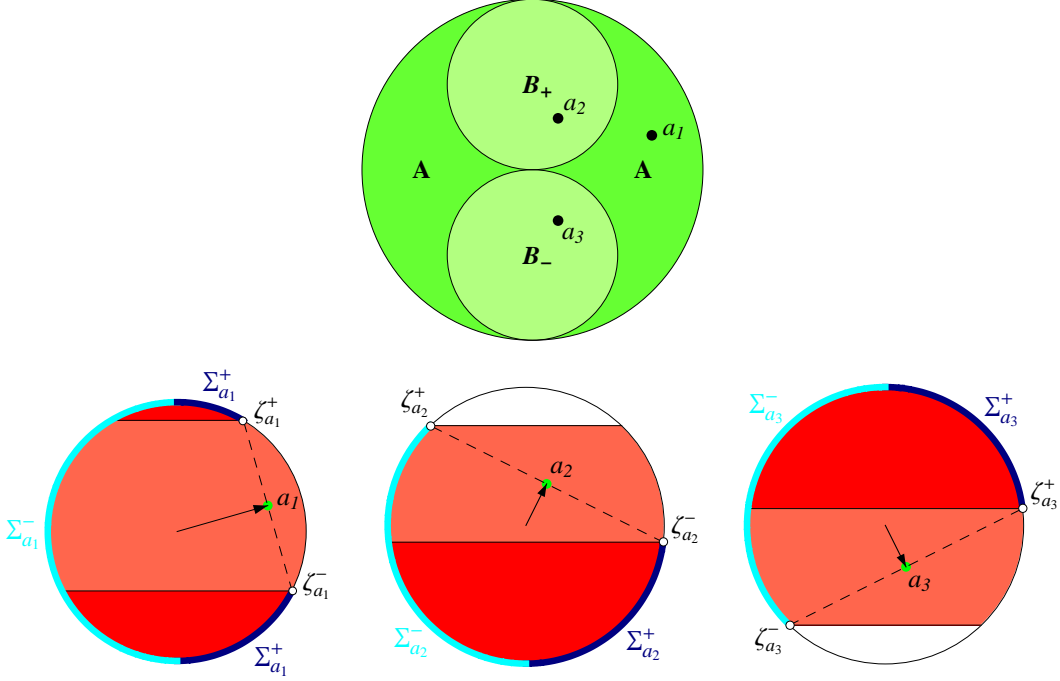 B₊
a₂
a₁
A
A
a₃
B₋
Σ⁺ₐ₁
ζ⁺ₐ₁
a₁
Σ⁻ₐ₁
ζ⁻ₐ₁
Σ⁺ₐ₁
ζ⁺ₐ₂
a₂
ζ⁻ₐ₂
Σ⁻ₐ₂
Σ⁺ₐ₂
Σ⁻ₐ₃
Σ⁺ₐ₃
ζ⁺ₐ₃
a₃
ζ⁻ₐ₃